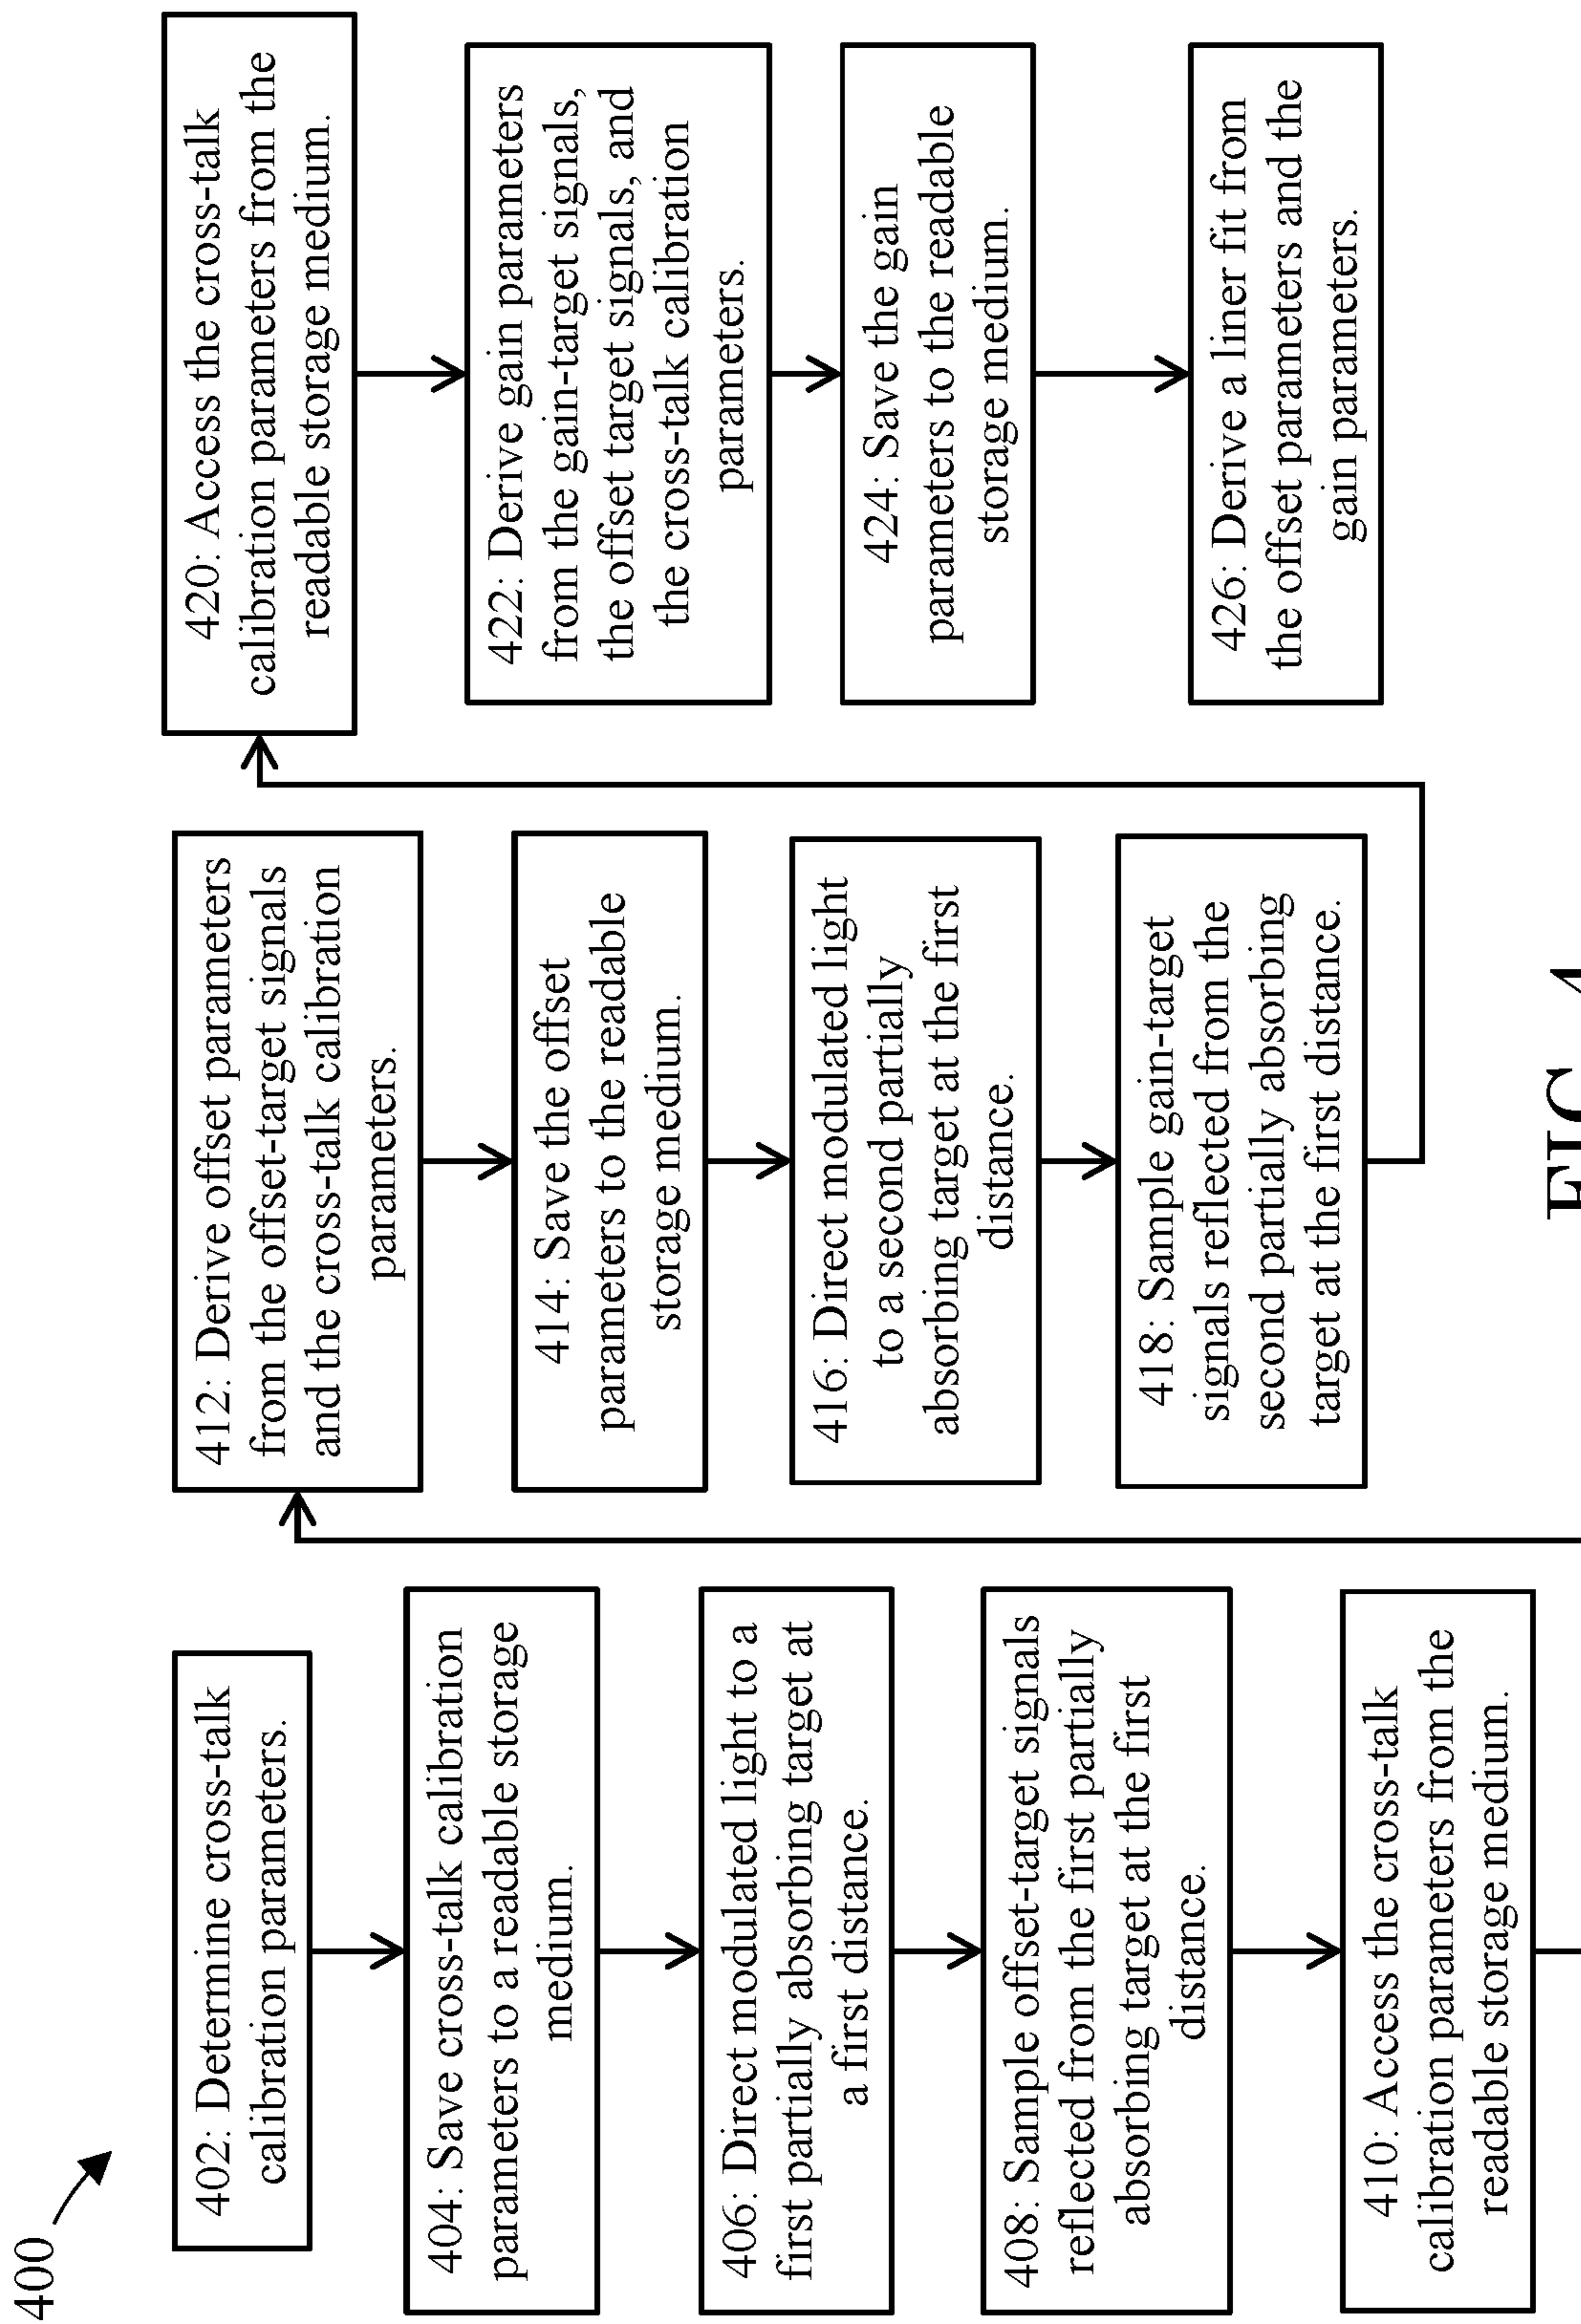 400
402: Determine cross-talk
calibration parameters.
404: Save cross-talk calibration
parameters to a readable storage
medium.
406: Direct modulated light to a
first partially absorbing target at
a first distance.
408: Sample offset-target signals
reflected from the first partially
absorbing target at the first
distance.
410: Access the cross-talk
calibration parameters from the
readable storage medium.
412: Derive offset parameters
from the offset-target signals
and the cross-talk calibration
parameters.
414: Save the offset
parameters to the readable
storage medium.
416: Direct modulated light
to a second partially
absorbing target at the first
distance.
418: Sample gain-target
signals reflected from the
second partially absorbing
target at the first distance.
420: Access the cross-talk
calibration parameters from the
readable storage medium.
422: Derive gain parameters
from the gain-target signals,
the offset target signals, and
the cross-talk calibration
parameters.
424: Save the gain
parameters to the readable
storage medium.
426: Derive a liner fit from
the offset parameters and the
gain parameters.
FIG. 4